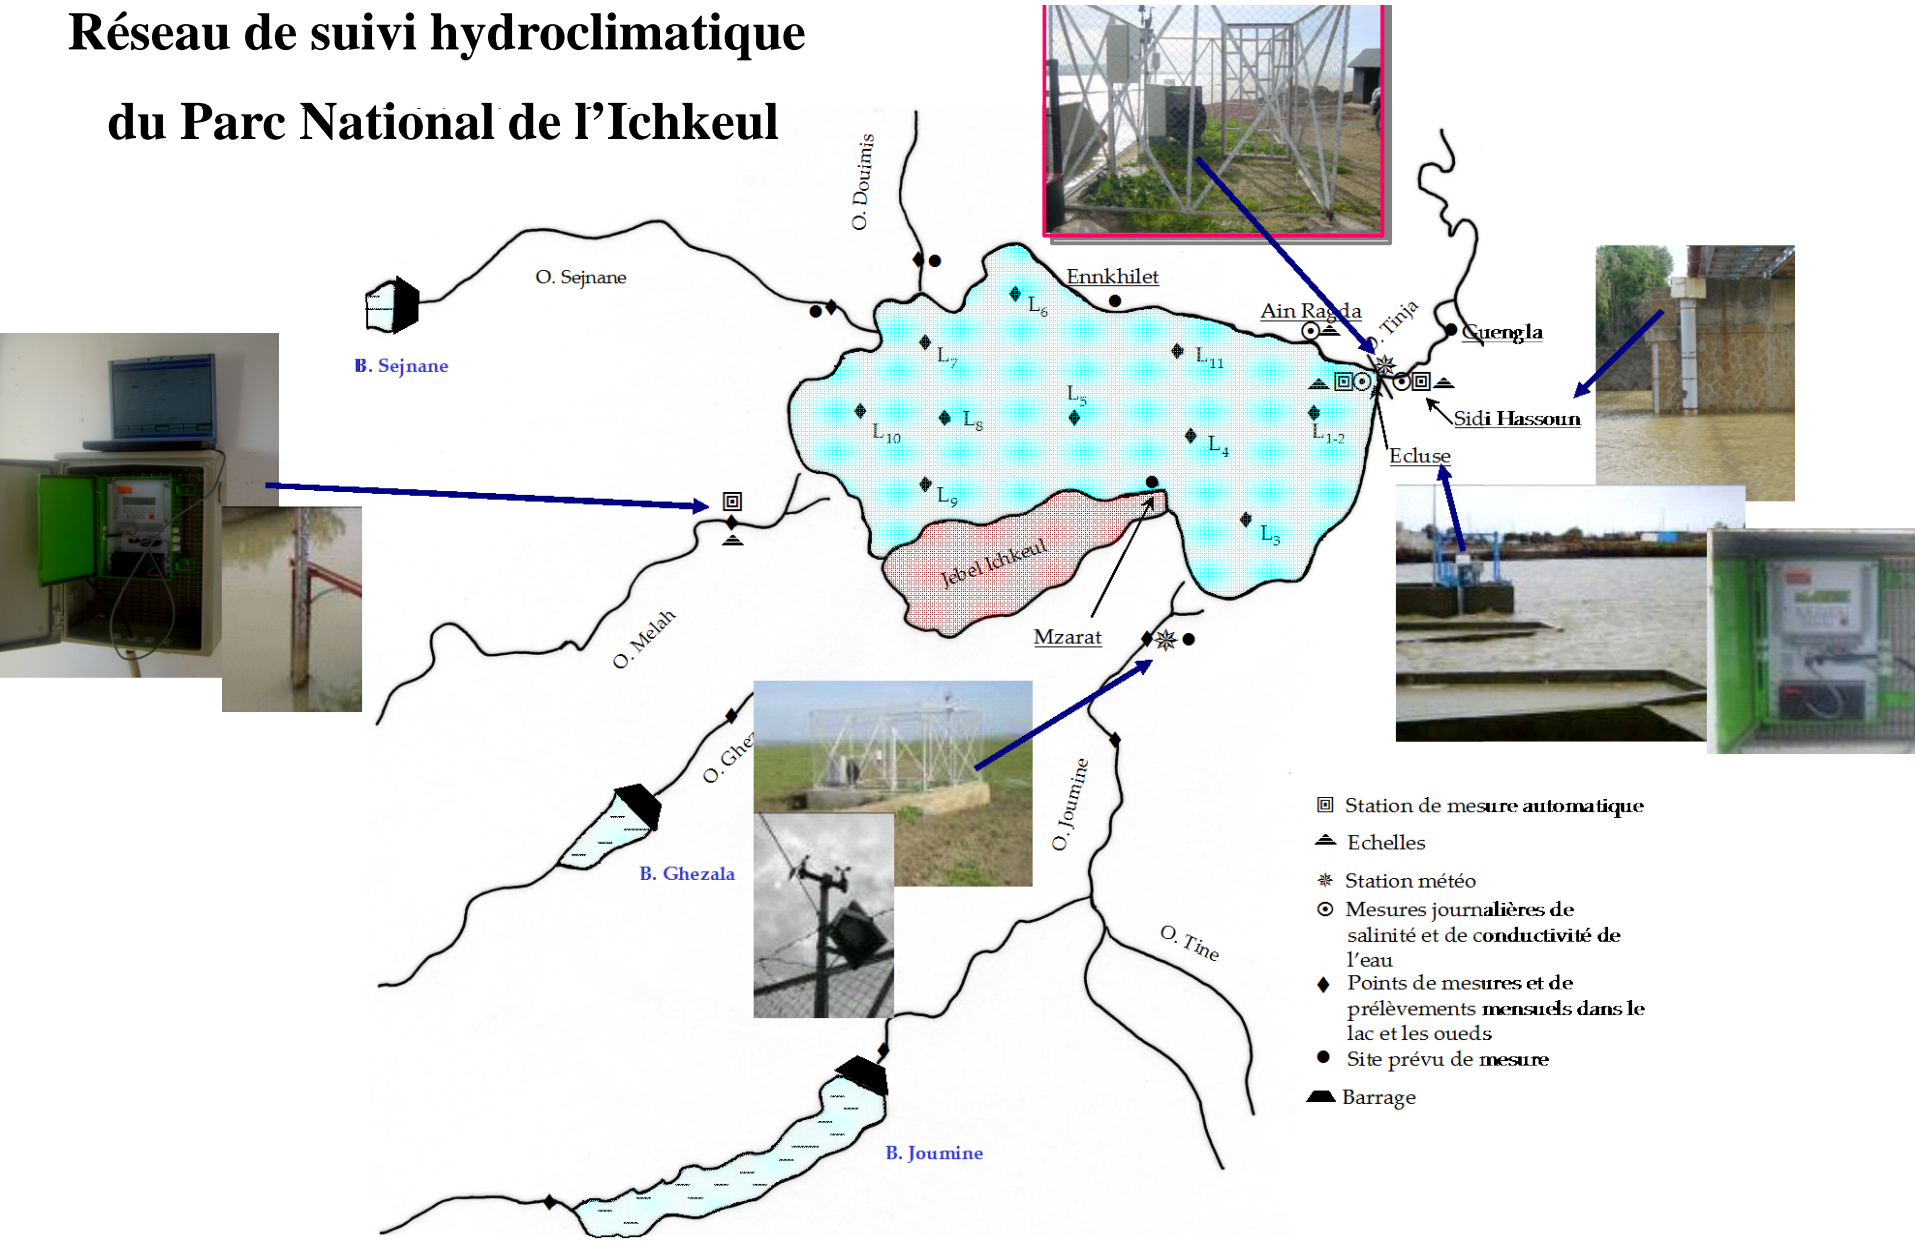 Réseau de suivi hydroclimatique
du Parc National de l'Ichkeul
O. Douimis
O. Sejnane
Ennkhilet
Ain Ragda
O. Tinja
Guengla
B. Sejnane
L6
L7
L11
L5
L10
L8
L4
L1-2
Sidi Hassoun
Ecluse
L9
L3
Jebel Ichkeul
Mzarat
O. Melah
O. Ghez
B. Ghezala
O. Joumine
O. Tine
B. Joumine
Station de mesure automatique
Echelles
Station météo
Mesures journalières de
salinité et de conductivité de
l'eau
Points de mesures et de
prélèvements mensuels dans le
lac et les oueds
Site prévu de mesure
Barrage